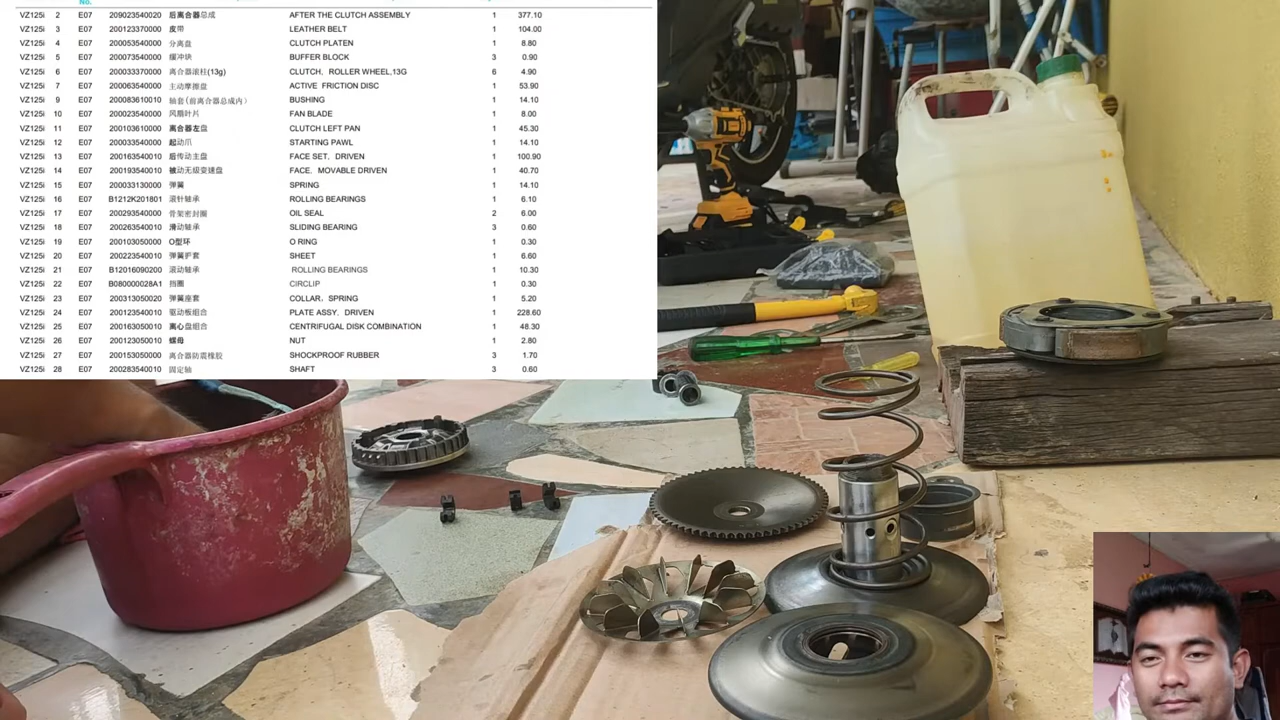 No.
VZ125i 2 E07 209023540020 后离合器总成 AFTER THE CLUTCH ASSEMBLY 1 377.10
VZ125i 3 E07 200123370000 皮带 LEATHER BELT 1 104.00
VZ125i 4 E07 200053540000 分离盘 CLUTCH PLATEN 1 8.80
VZ125i 5 E07 200073540000 缓冲块 BUFFER BLOCK 3 0.90
VZ125i 6 E07 200033370000 离合器滚柱(13g) CLUTCH, ROLLER WHEEL,13G 6 4.90
VZ125i 7 E07 200063540000 主动摩擦盘 ACTIVE FRICTION DISC 1 53.90
VZ125i 9 E07 200083610010 轴套(前离合器总成内) BUSHING 1 14.10
VZ125i 10 E07 200023540000 风扇叶片 FAN BLADE 1 8.00
VZ125i 11 E07 200103610000 离合器左盘 CLUTCH LEFT PAN 1 45.30
VZ125i 12 E07 200033540000 起动爪 STARTING PAWL 1 14.10
VZ125i 13 E07 200163540010 后传动主盘 FACE SET, DRIVEN 1 100.90
VZ125i 14 E07 200193540010 被动无级变速盘 FACE, MOVABLE DRIVEN 1 40.70
VZ125i 15 E07 200033130000 弹簧 SPRING 1 14.10
VZ125i 16 E07 B1212K201801 滚针轴承 ROLLING BEARINGS 1 6.10
VZ125i 17 E07 200293540000 骨架密封圈 OIL SEAL 2 6.00
VZ125i 18 E07 200263540010 滑动轴承 SLIDING BEARING 3 0.60
VZ125i 19 E07 200103050000 O型环 O RING 1 0.30
VZ125i 20 E07 200223540000 弹簧护套 SHEET 1 6.60
VZ125i 21 E07 B12016090200 滚动轴承 ROLLING BEARINGS 1 10.30
VZ125i 22 E07 B080000028A1 挡圈 CIRCLIP 1 0.30
VZ125i 23 E07 200313050020 弹簧座套 COLLAR, SPRING 1 5.20
VZ125i 24 E07 200123540010 驱动板组合 PLATE ASSY, DRIVEN 1 228.60
VZ125i 25 E07 200163050010 离心盘组合 CENTRIFUGAL DISK COMBINATION 1 48.30
VZ125i 26 E07 200123050010 螺母 NUT 1 2.80
VZ125i 27 E07 200153050000 离合器防震橡胶 SHOCKPROOF RUBBER 3 1.70
VZ125i 28 E07 200283540010 固定轴 SHAFT 3 0.60